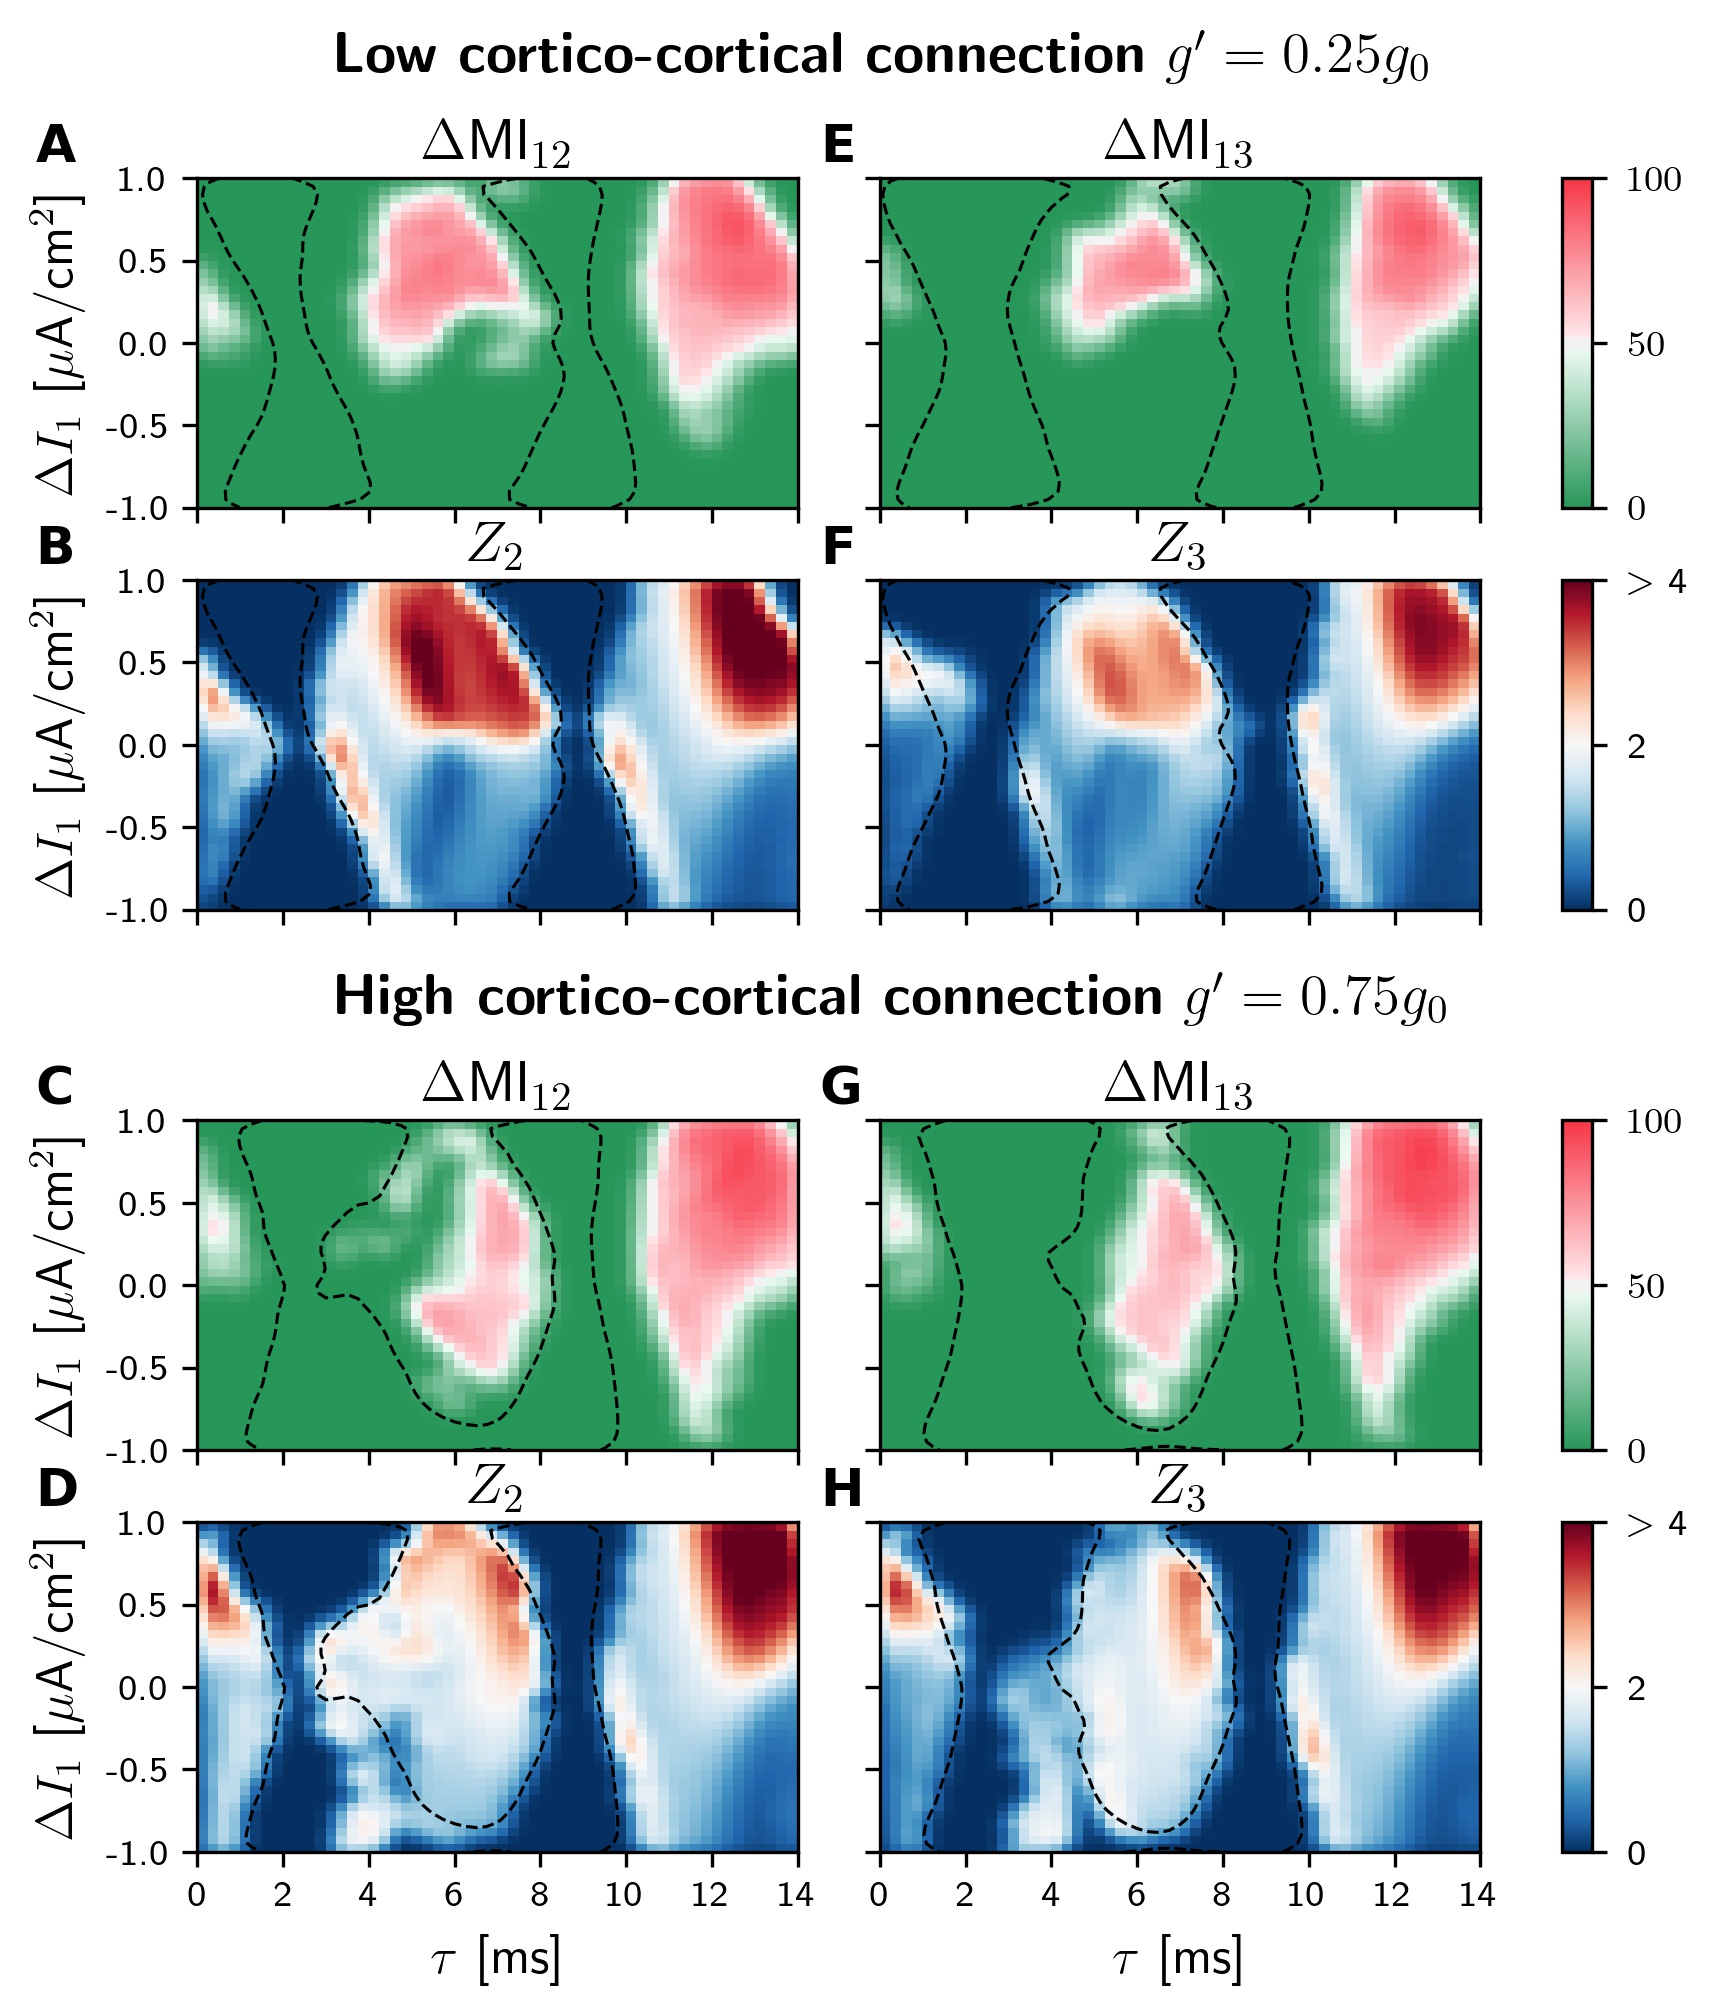 Low cortico-cortical connection g′ = 0.25g₀
A ΔMI₁₂ E ΔMI₁₃
1.0
0.5
0.0
-0.5
-1.0
ΔI₁ [μA/cm²]
100
50
0
B Z₂ F Z₃
1.0
0.5
0.0
-0.5
-1.0
ΔI₁ [μA/cm²]
> 4
2
0
High cortico-cortical connection g′ = 0.75g₀
C ΔMI₁₂ G ΔMI₁₃
1.0
0.5
0.0
-0.5
-1.0
ΔI₁ [μA/cm²]
100
50
0
D Z₂ H Z₃
1.0
0.5
0.0
-0.5
-1.0
ΔI₁ [μA/cm²]
> 4
2
0
0 2 4 6 8 10 12 14 0 2 4 6 8 10 12 14
τ [ms] τ [ms]